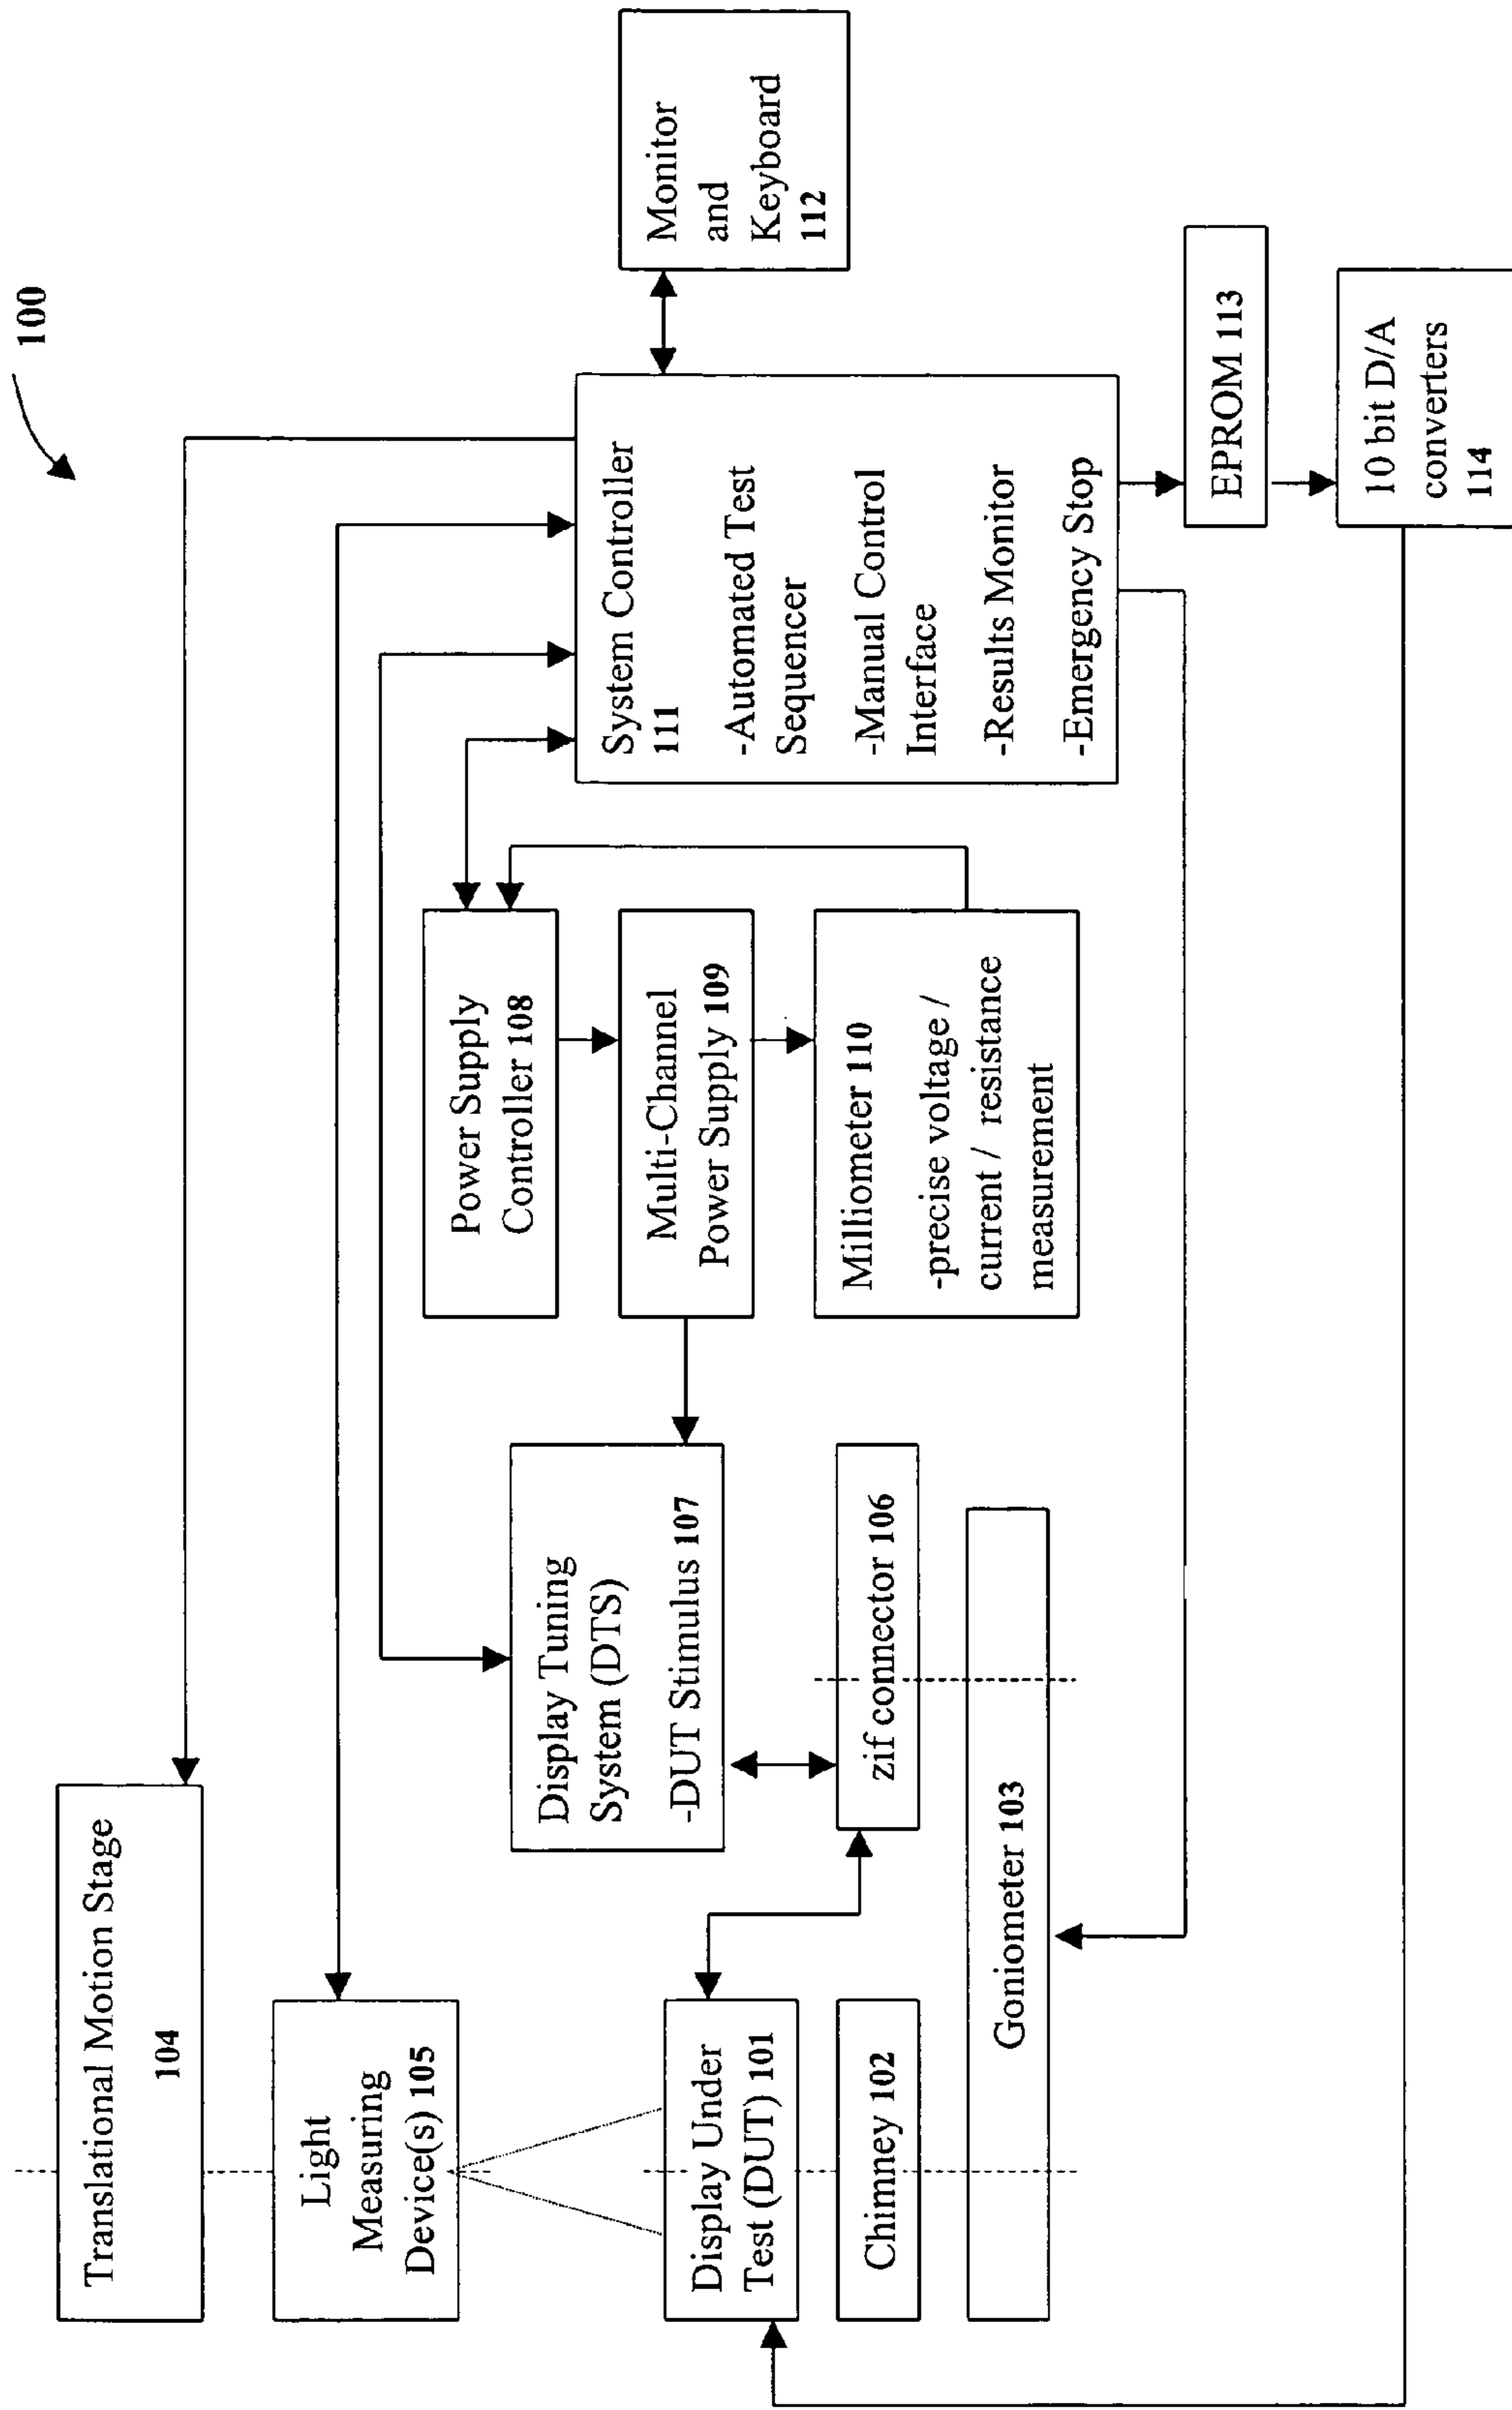 100
Translational Motion Stage
104
Light
Measuring
Device(s) 105
Display Under
Test (DUT) 101
Chimney 102
Goniometer 103
Display Tuning
System (DTS)
-DUT Stimulus 107
zif connector 106
Power Supply
Controller 108
Multi-Channel
Power Supply 109
Milliometer 110
-precise voltage /
current / resistance
measurement
System Controller
111
-Automated Test
Sequencer
-Manual Control
Interface
-Results Monitor
-Emergency Stop
Monitor
and
Keyboard
112
EPROM 113
10 bit D/A
converters
114